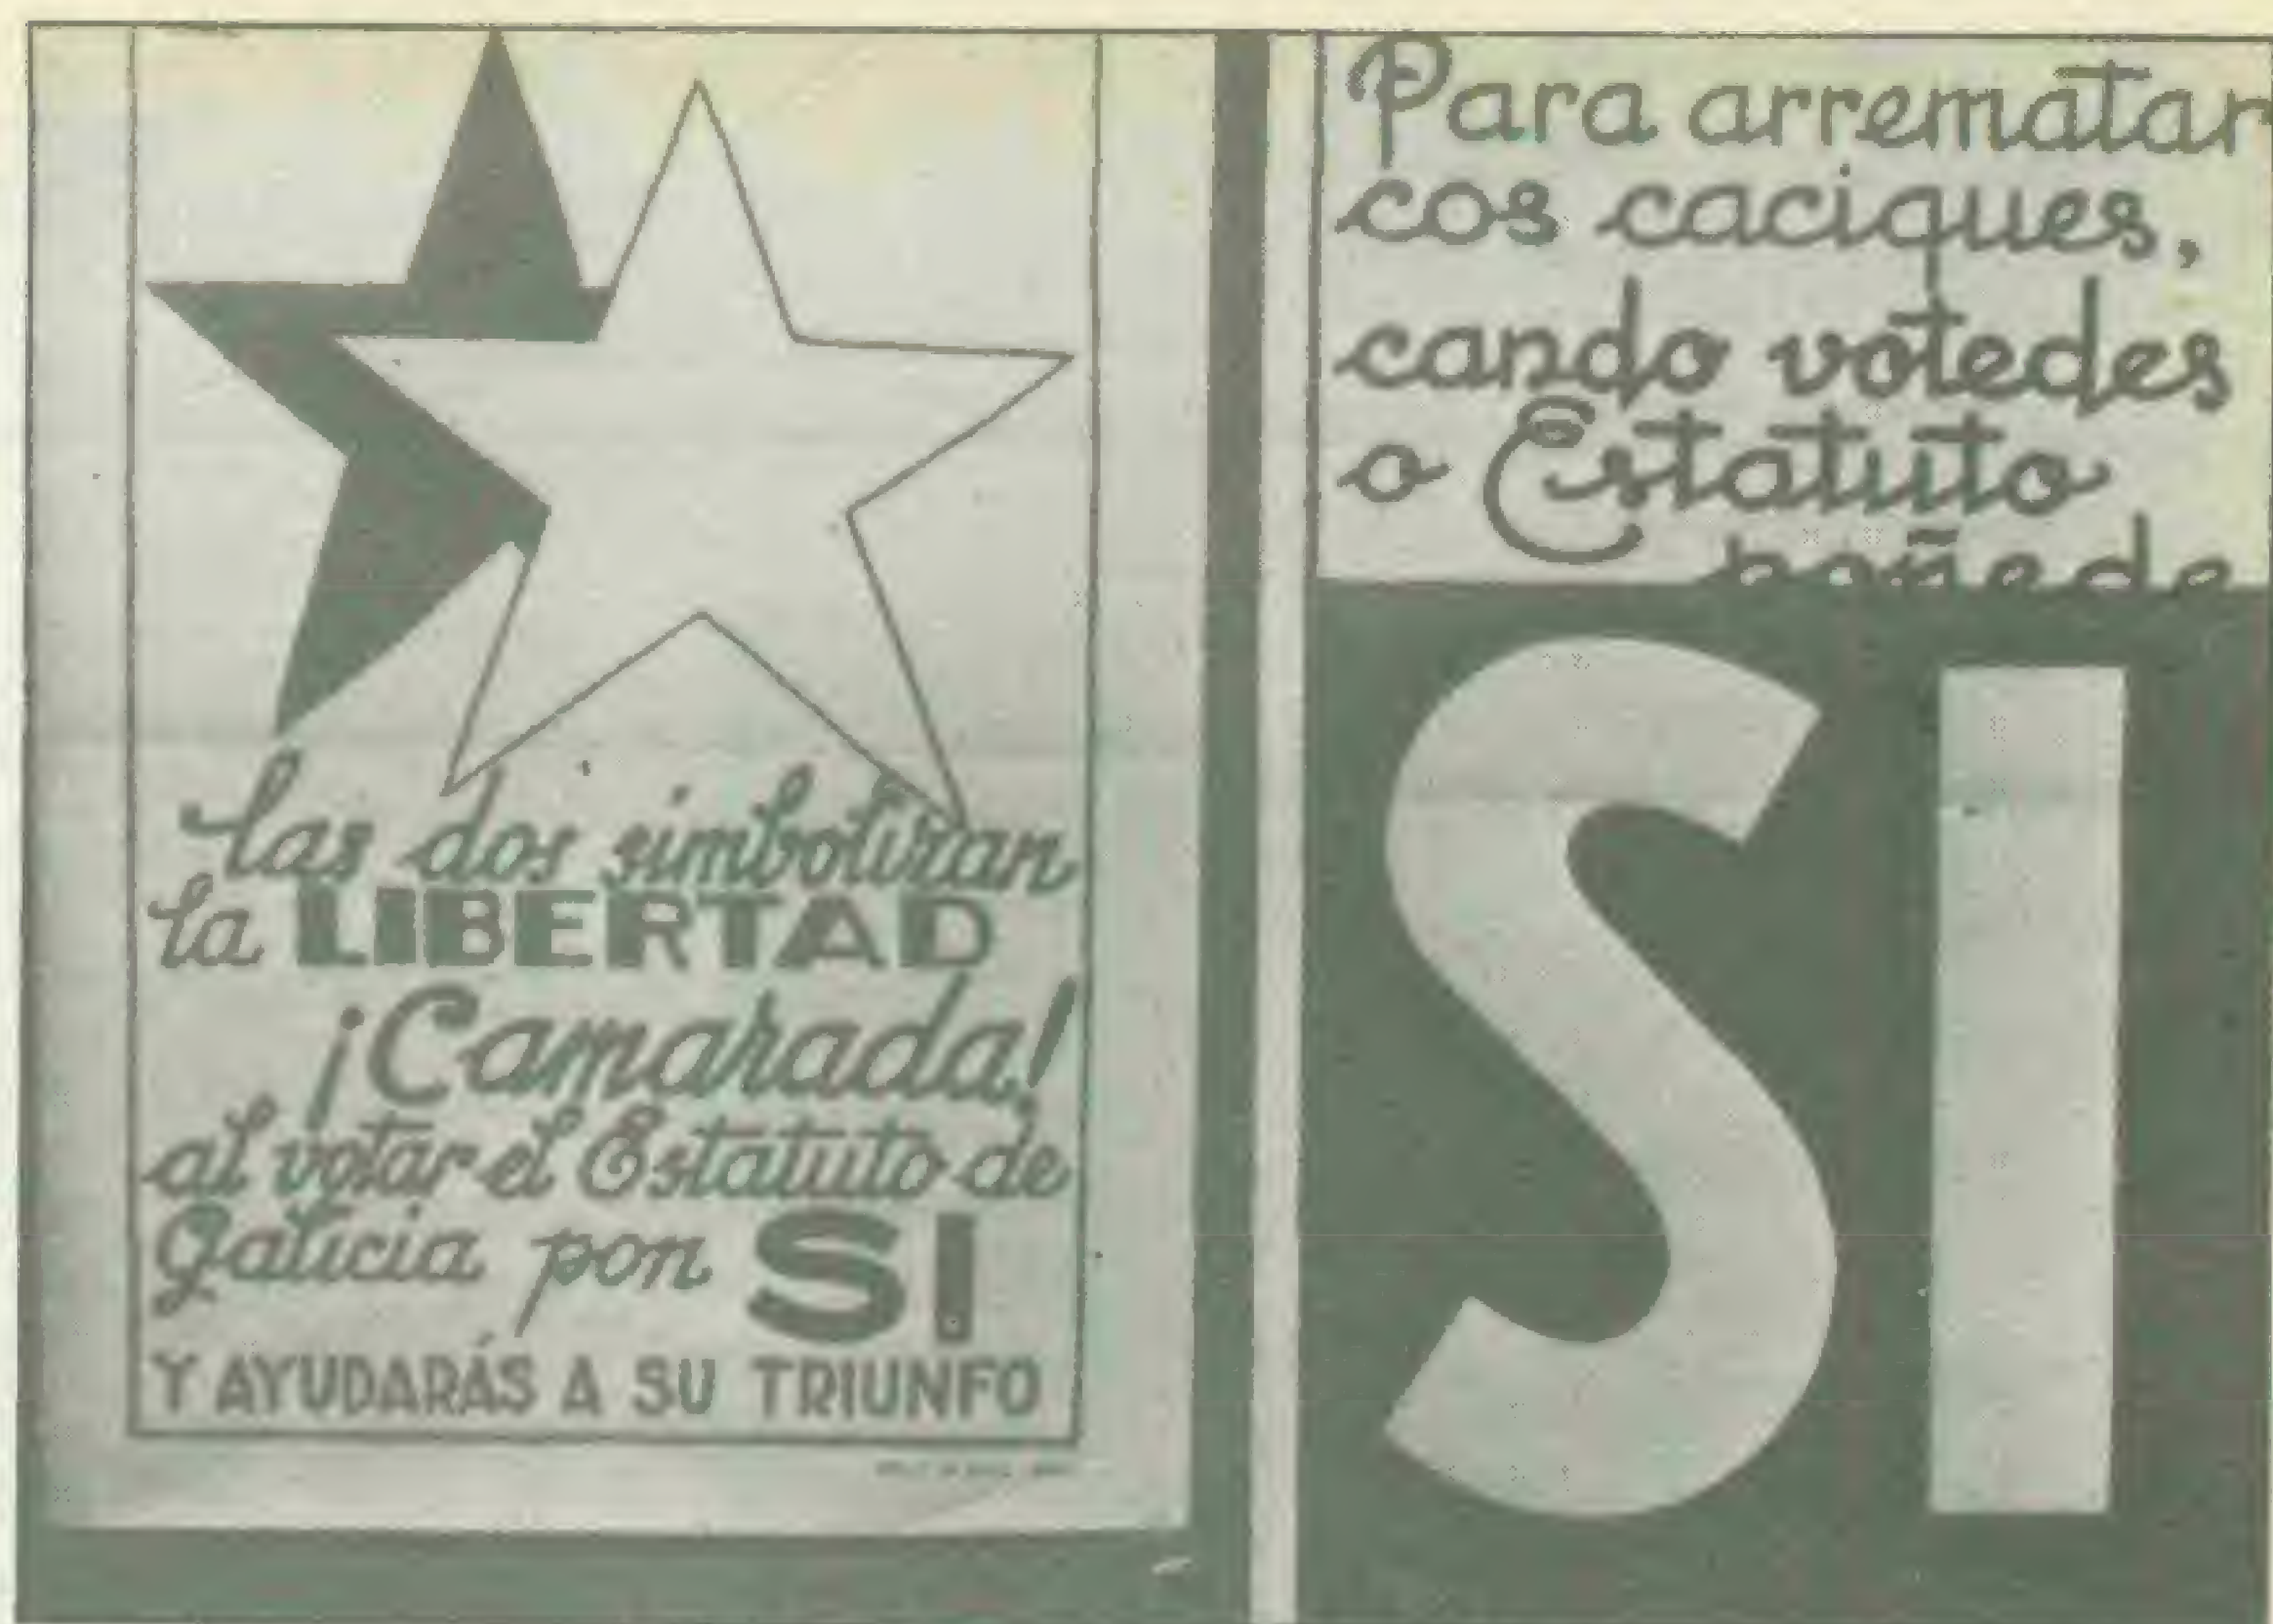 las dos simbolizan
la LIBERTAD
¡Camarada!
al votar el Estatuto de
Galicia pon SI
Y AYUDARÁS A SU TRIUNFO
Para arrematar
cos caciques,
cando votedes
o Estatuto
poñede
SI